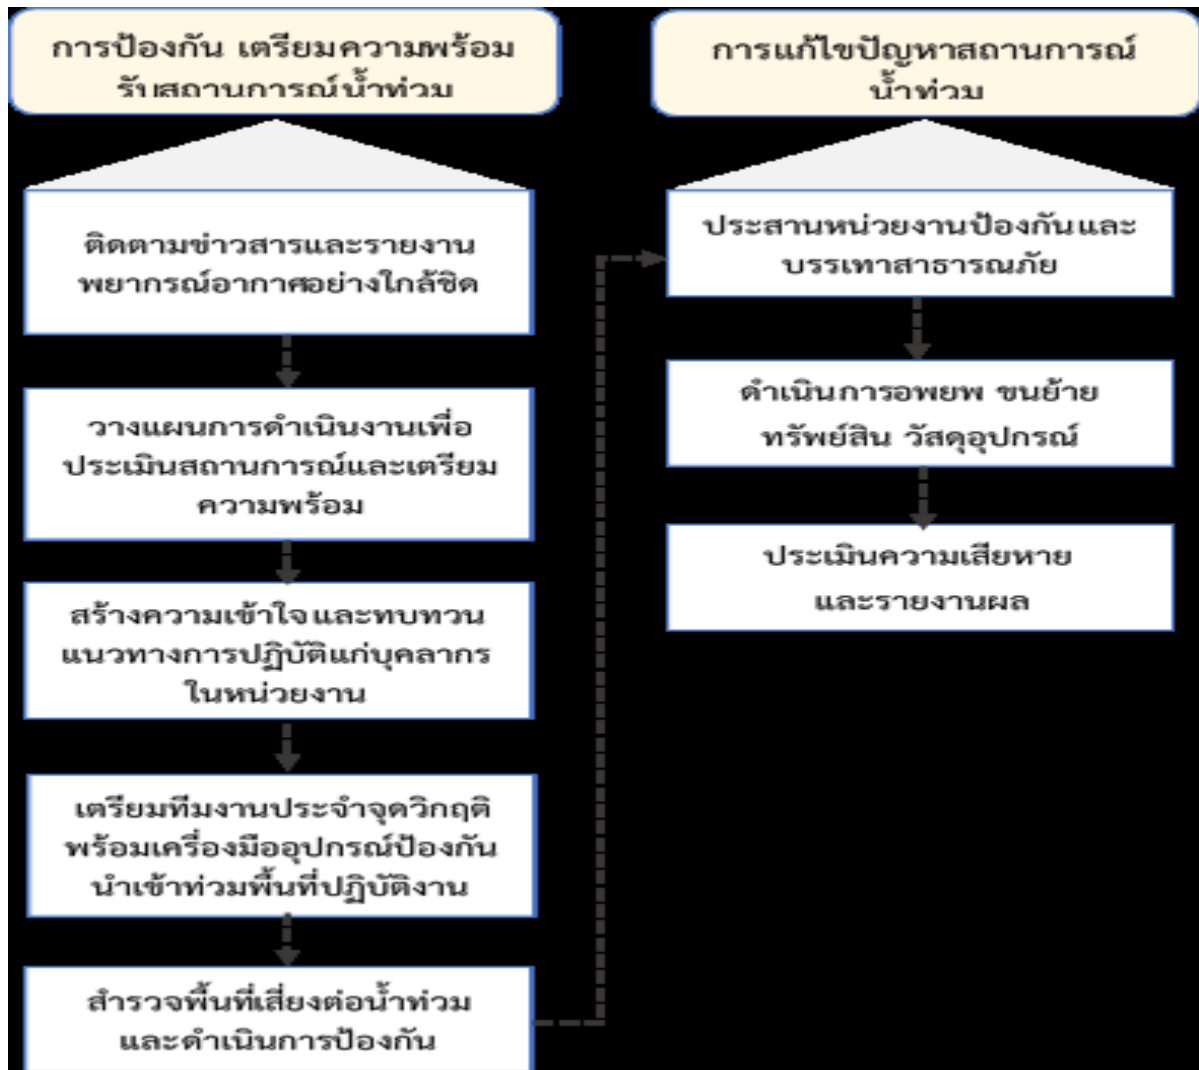 การป้องกัน เตรียมความพร้อม
รับสถานการณ์น้ำท่วม
ติดตามข่าวสารและรายงาน
พยากรณ์อากาศอย่างใกล้ชิด
วางแผนการดำเนินงานเพื่อ
ประเมินสถานการณ์และเตรียม
ความพร้อม
สร้างความเข้าใจ และทบทวน
แนวทางการปฏิบัติแก่บุคลากร
ในหน่วยงาน
เตรียมทีมงานประจำจุดวิกฤติ
พร้อมเครื่องมืออุปกรณ์ป้องกัน
นำเข้าท่วมพื้นที่ปฏิบัติงาน
สำรวจพื้นที่เสี่ยงต่อน้ำท่วม
และดำเนินการป้องกัน
การแก้ไขปัญหาสถานการณ์
น้ำท่วม
ประสานหน่วยงานป้องกันและ
บรรเทาสาธารณภัย
ดำเนินการอพยพ ขนย้าย
ทรัพย์สิน วัสดุอุปกรณ์
ประเมินความเสียหาย
และรายงานผล